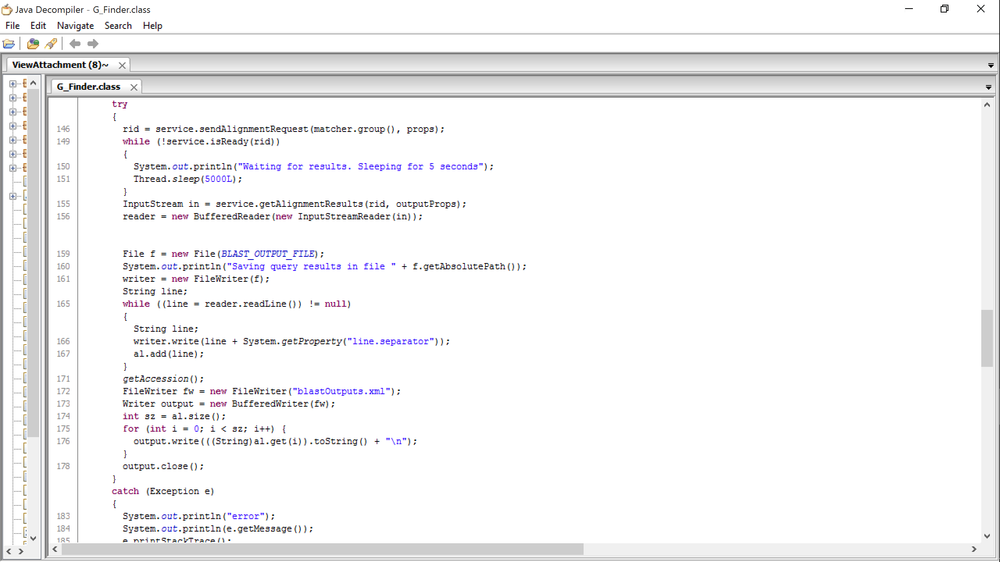 Java Decompiler - G_Finder.class
File Edit Navigate Search Help
ViewAttachment (8)~
G_Finder.class
try
{
146 rid = service.sendAlignmentRequest(matcher.group(), props);
149 while (!service.isReady(rid))
{
150 System.out.println("Waiting for results. Sleeping for 5 seconds");
151 Thread.sleep(5000L);
}
155 InputStream in = service.getAlignmentResults(rid, outputProps);
156 reader = new BufferedReader(new InputStreamReader(in));
159 File f = new File(BLAST_OUTPUT_FILE);
160 System.out.println("Saving query results in file " + f.getAbsolutePath());
161 writer = new FileWriter(f);
String line;
165 while ((line = reader.readLine()) != null)
{
String line;
166 writer.write(line + System.getProperty("line.separator"));
167 al.add(line);
}
171 getAccession();
172 FileWriter fw = new FileWriter("blastOutputs.xml");
173 Writer output = new BufferedWriter(fw);
174 int sz = al.size();
175 for (int i = 0; i < sz; i++) {
176 output.write(((String)al.get(i)).toString() + "\n");
}
178 output.close();
}
catch (Exception e)
{
183 System.out.println("error");
184 System.out.println(e.getMessage());
185 e.printStackTrace();